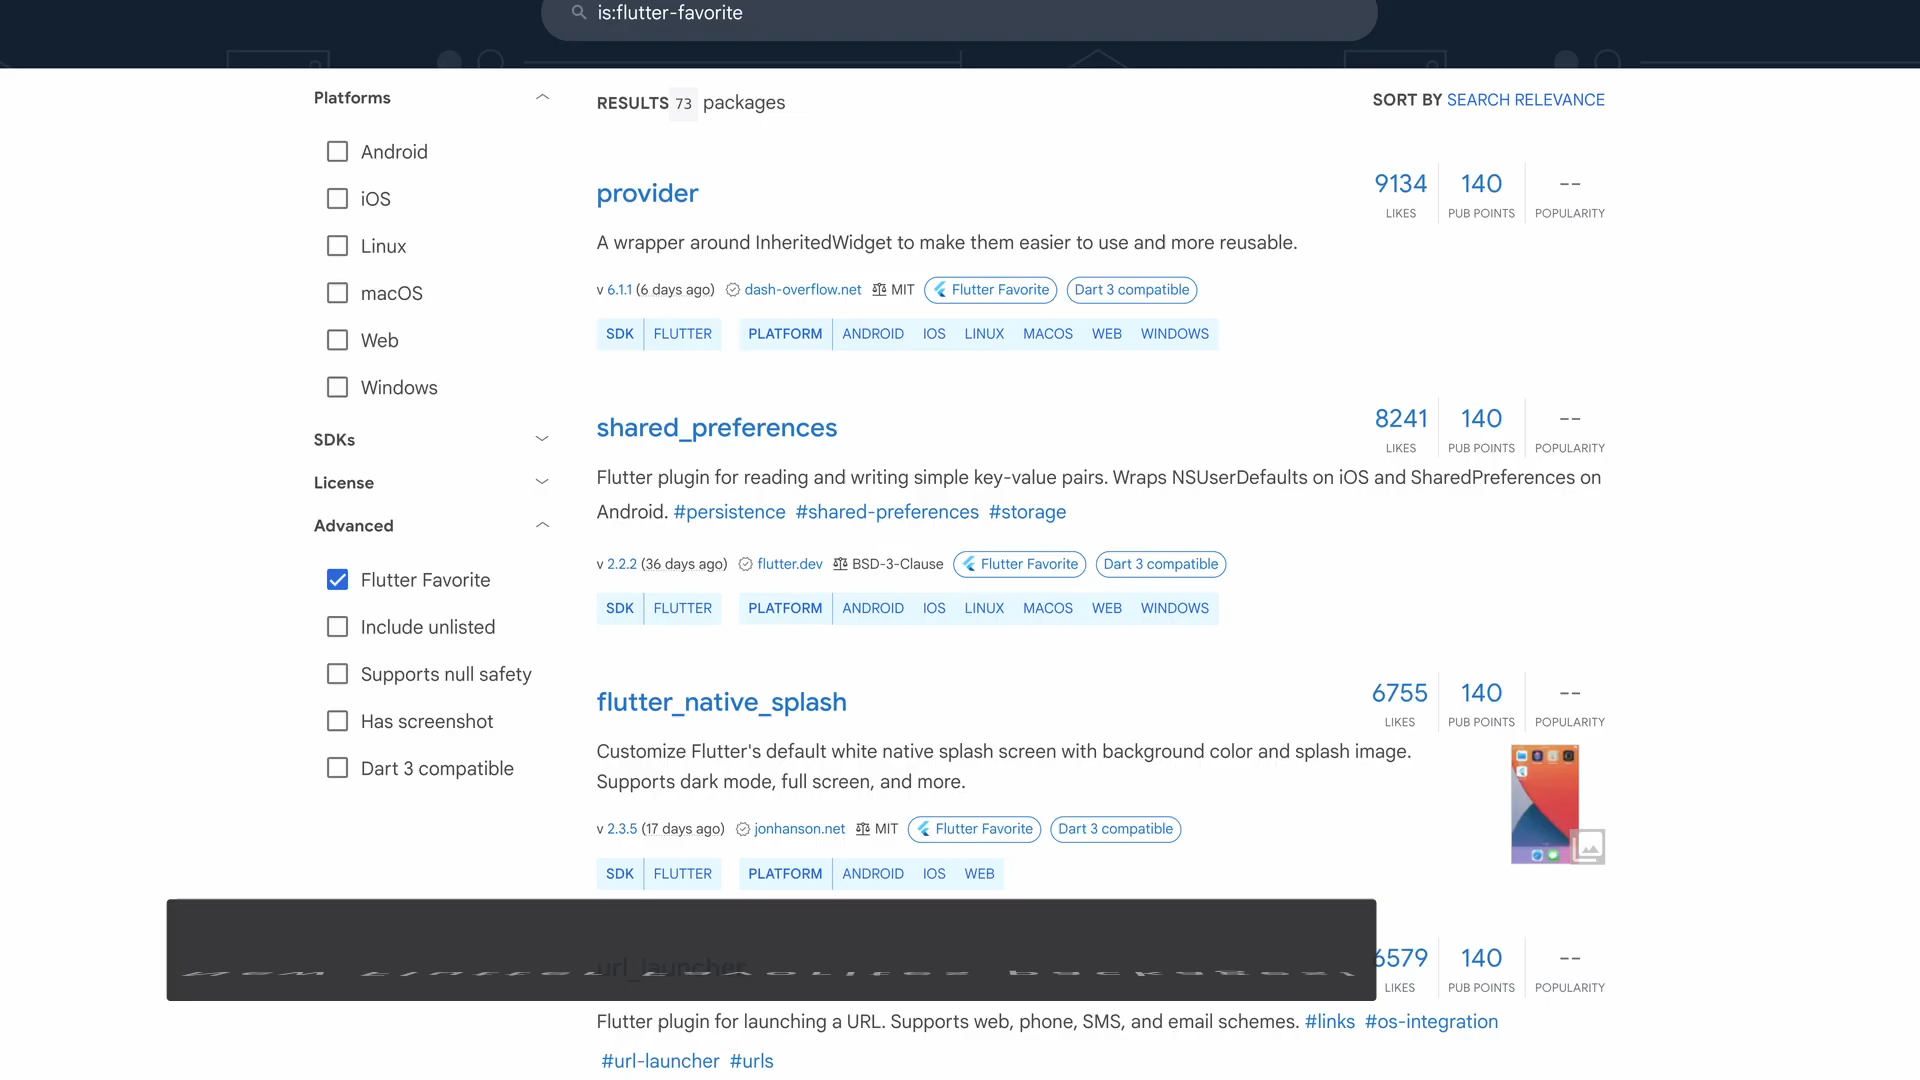 is:flutter-favorite
Platforms
Android
iOS
Linux
macOS
Web
Windows
SDKs
License
Advanced
Flutter Favorite
Include unlisted
Supports null safety
Has screenshot
Dart 3 compatible
RESULTS 73 packages
SORT BY SEARCH RELEVANCE
provider
9134 LIKES
140 PUB POINTS
-- POPULARITY
A wrapper around InheritedWidget to make them easier to use and more reusable.
v 6.1.1 (6 days ago) dash-overflow.net MIT Flutter Favorite Dart 3 compatible
SDK FLUTTER PLATFORM ANDROID IOS LINUX MACOS WEB WINDOWS
shared_preferences
8241 LIKES
140 PUB POINTS
-- POPULARITY
Flutter plugin for reading and writing simple key-value pairs. Wraps NSUserDefaults on iOS and SharedPreferences on
Android. #persistence #shared-preferences #storage
v 2.2.2 (36 days ago) flutter.dev BSD-3-Clause Flutter Favorite Dart 3 compatible
SDK FLUTTER PLATFORM ANDROID IOS LINUX MACOS WEB WINDOWS
flutter_native_splash
6755 LIKES
140 PUB POINTS
-- POPULARITY
Customize Flutter's default white native splash screen with background color and splash image.
Supports dark mode, full screen, and more.
v 2.3.5 (17 days ago) jonhanson.net MIT Flutter Favorite Dart 3 compatible
SDK FLUTTER PLATFORM ANDROID IOS WEB
url_launcher
6579 LIKES
140 PUB POINTS
-- POPULARITY
Flutter plugin for launching a URL. Supports web, phone, SMS, and email schemes. #links #os-integration
#url-launcher #urls